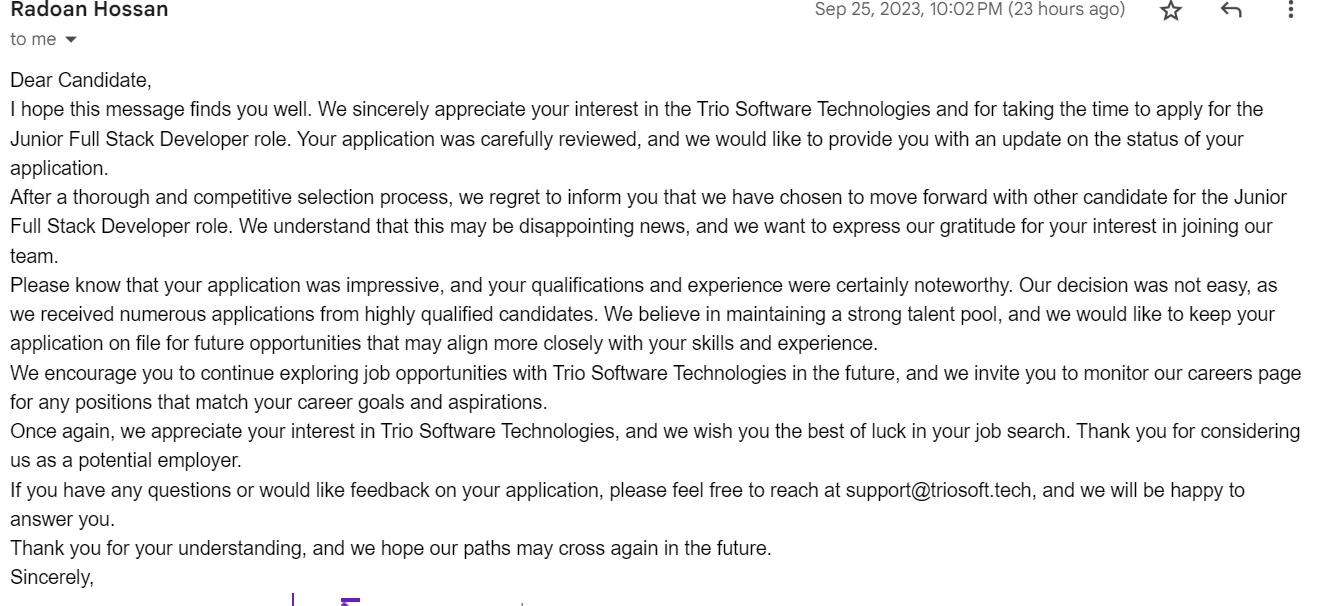 Radoan Hossan
Sep 25, 2023, 10:02 PM (23 hours ago)
to me
Dear Candidate,
I hope this message finds you well. We sincerely appreciate your interest in the Trio Software Technologies and for taking the time to apply for the
Junior Full Stack Developer role. Your application was carefully reviewed, and we would like to provide you with an update on the status of your
application.
After a thorough and competitive selection process, we regret to inform you that we have chosen to move forward with other candidate for the Junior
Full Stack Developer role. We understand that this may be disappointing news, and we want to express our gratitude for your interest in joining our
team.
Please know that your application was impressive, and your qualifications and experience were certainly noteworthy. Our decision was not easy, as
we received numerous applications from highly qualified candidates. We believe in maintaining a strong talent pool, and we would like to keep your
application on file for future opportunities that may align more closely with your skills and experience.
We encourage you to continue exploring job opportunities with Trio Software Technologies in the future, and we invite you to monitor our careers page
for any positions that match your career goals and aspirations.
Once again, we appreciate your interest in Trio Software Technologies, and we wish you the best of luck in your job search. Thank you for considering
us as a potential employer.
If you have any questions or would like feedback on your application, please feel free to reach at support@triosoft.tech, and we will be happy to
answer you.
Thank you for your understanding, and we hope our paths may cross again in the future.
Sincerely,